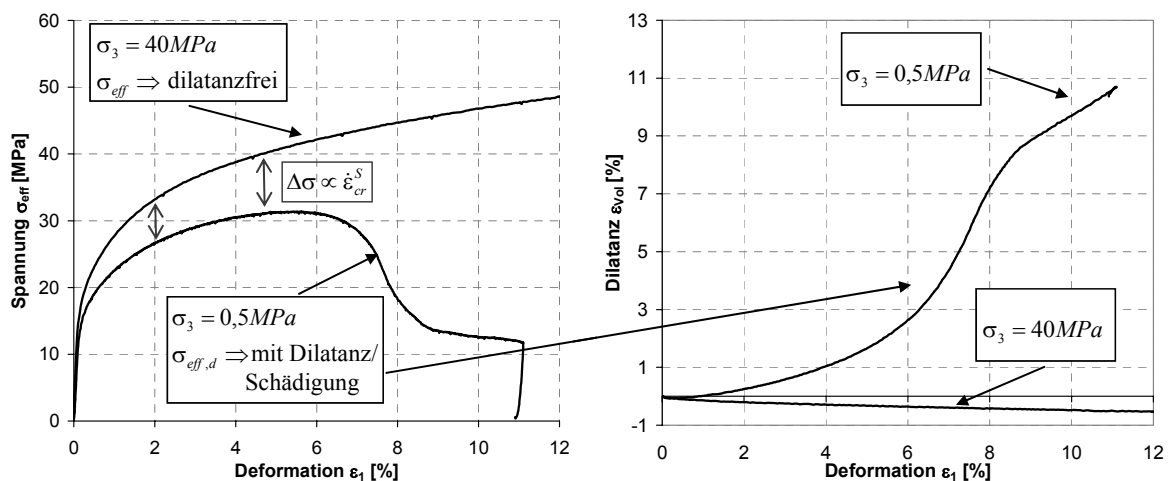 60
50
40
30
20
10
0
Spannung σeff [MPa]
σ3 = 40MPa
σeff ⇒ dilatanzfrei
Δσ ∝ ε̇crS
σ3 = 0,5MPa
σeff,d ⇒ mit Dilatanz/
Schädigung
0 2 4 6 8 10 12
Deformation ε1 [%]
13
11
9
7
5
3
1
-1
Dilatanz εVol [%]
σ3 = 0,5MPa
σ3 = 40MPa
0 2 4 6 8 10 12
Deformation ε1 [%]